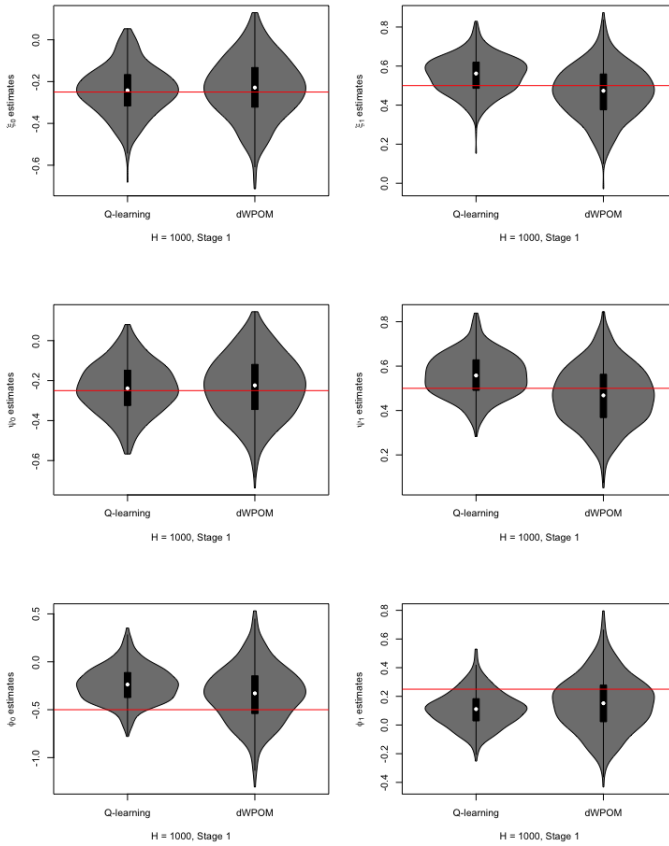 ξ0 estimates
-0.6 -0.4 -0.2 0.0
Q-learning dWPOM
H = 1000, Stage 1
ξ1 estimates
0.0 0.2 0.4 0.6 0.8
Q-learning dWPOM
H = 1000, Stage 1
ψ0 estimates
-0.6 -0.4 -0.2 0.0
Q-learning dWPOM
H = 1000, Stage 1
ψ1 estimates
0.2 0.4 0.6 0.8
Q-learning dWPOM
H = 1000, Stage 1
ϕ0 estimates
-1.0 -0.5 0.0 0.5
Q-learning dWPOM
H = 1000, Stage 1
ϕ1 estimates
-0.4 -0.2 0.0 0.2 0.4 0.6 0.8
Q-learning dWPOM
H = 1000, Stage 1